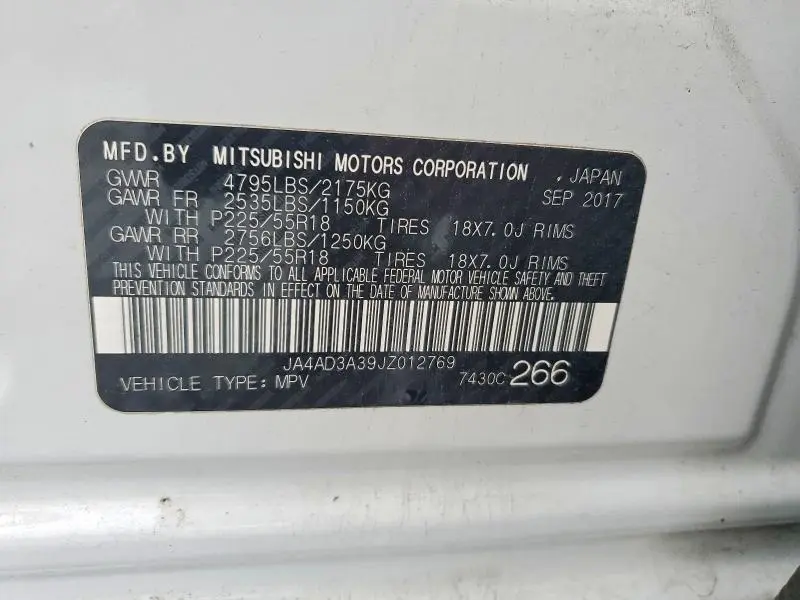 MFD.BY MITSUBISHI MOTORS CORPORATION , JAPAN
GVWR 4795LBS/2175KG SEP 2017
GAWR FR 2535LBS/1150KG
WITH P225/55R18 TIRES 18X7.0J RIMS
GAWR RR 2756LBS/1250KG
WITH P225/55R18 TIRES 18X7.0J RIMS
THIS VEHICLE CONFORMS TO ALL APPLICABLE FEDERAL MOTOR VEHICLE SAFETY AND THEFT
PREVENTION STANDARDS IN EFFECT ON THE DATE OF MANUFACTURE SHOWN ABOVE.
JA4AD3A39JZ012769
VEHICLE TYPE: MPV 7430C266